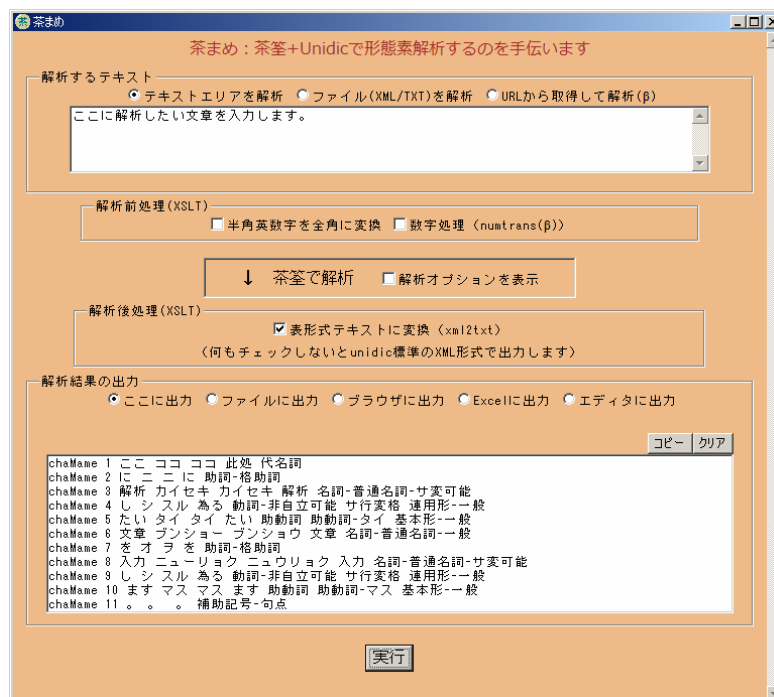 茶まめ
茶まめ：茶筌+Unidicで形態素解析するのを手伝います
解析するテキスト
テキストエリアを解析 ファイル(XML/TXT)を解析 URLから取得して解析(β)
ここに解析したい文章を入力します。
解析前処理(XSLT)
半角英数字を全角に変換 数字処理 (numtrans(β))
↓ 茶筌で解析 解析オプションを表示
解析後処理(XSLT)
表形式テキストに変換 (xml2txt)
(何もチェックしないとunidic標準のXML形式で出力します)
解析結果の出力
ここに出力 ファイルに出力 ブラウザに出力 Excelに出力 エディタに出力
コピー クリア
chaMame 1 ここ ココ ココ 此処 代名詞
chaMame 2 に ニ ニ に 助詞-格助詞
chaMame 3 解析 カイセキ カイセキ 解析 名詞-普通名詞-サ変可能
chaMame 4 し シ スル 為る 動詞-非自立可能 サ行変格 連用形-一般
chaMame 5 たい タイ タイ たい 助動詞 助動詞-タイ 基本形-一般
chaMame 6 文章 ブンショー ブンショウ 文章 名詞-普通名詞-一般
chaMame 7 を オ ヲ を 助詞-格助詞
chaMame 8 入力 ニューリョク ニュウリョク 入力 名詞-普通名詞-サ変可能
chaMame 9 し シ スル 為る 動詞-非自立可能 サ行変格 連用形-一般
chaMame 10 ます マス マス ます 助動詞 助動詞-マス 基本形-一般
chaMame 11 。 。 。 補助記号-句点
実行